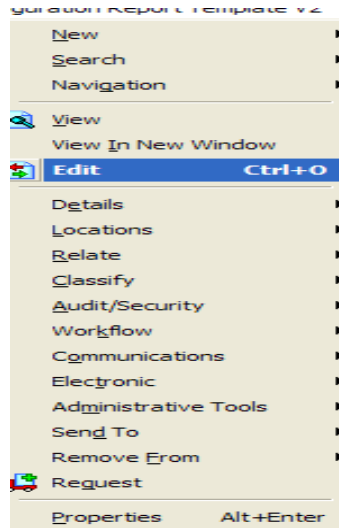 guration Report Template v2
New
Search
Navigation
View
View In New Window
Edit Ctrl+O
Details
Locations
Relate
Classify
Audit/Security
Workflow
Communications
Electronic
Administrative Tools
Send To
Remove From
Request
Properties Alt+Enter